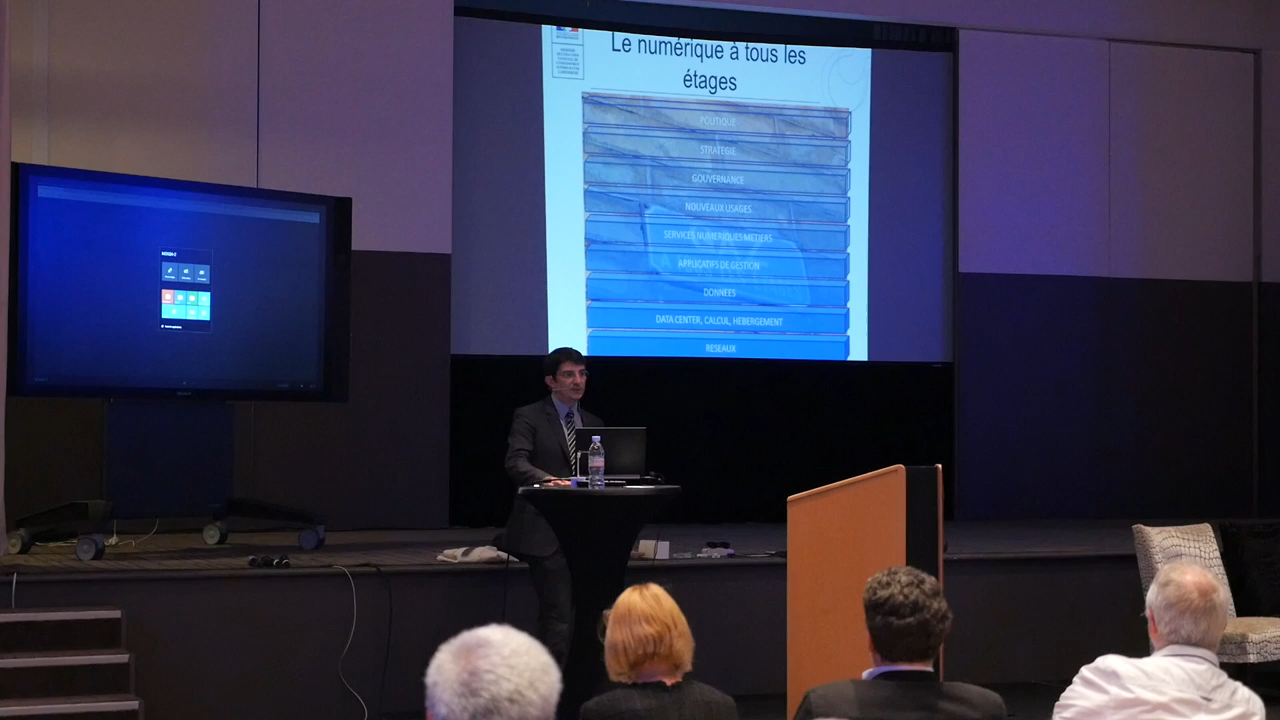 Le numérique à tous les
étages
POLITIQUE
STRATEGIE
GOUVERNANCE
NOUVEAUX USAGES
SERVICES NUMERIQUES METIERS
APPLICATIFS DE GESTION
DONNEES
DATA CENTER, CALCUL, HEBERGEMENT
RESEAUX